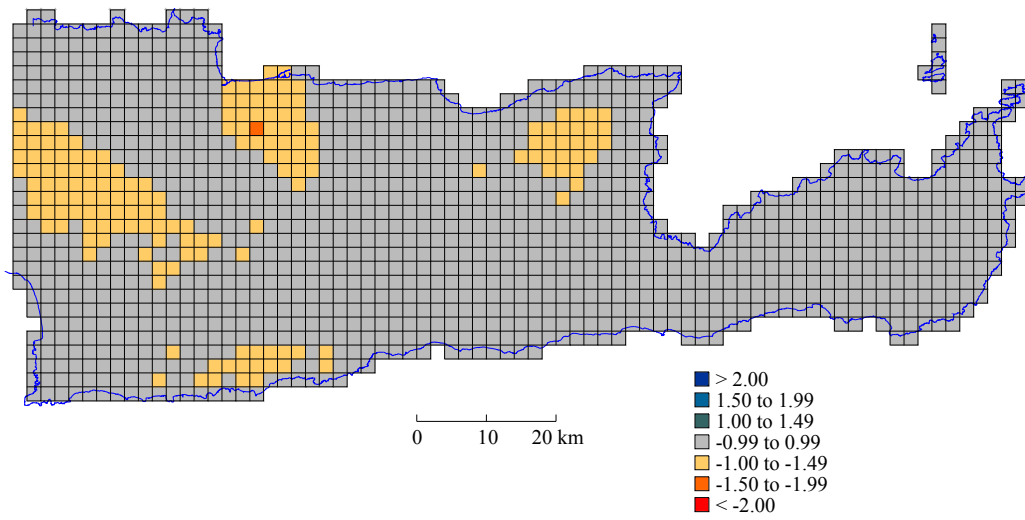 > 2.00
1.50 to 1.99
1.00 to 1.49
-0.99 to 0.99
-1.00 to -1.49
-1.50 to -1.99
< -2.00
0 10 20 km